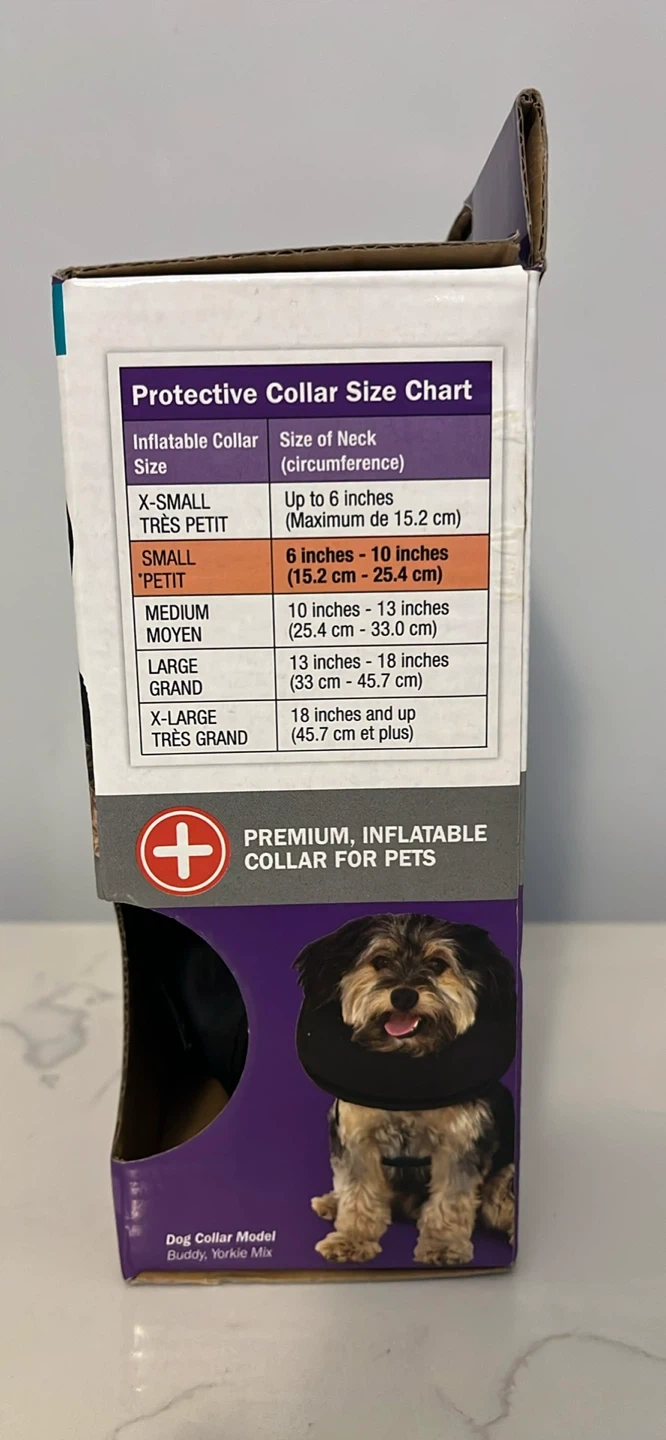 Protective Collar Size Chart
Inflatable Collar
Size
Size of Neck
(circumference)
X-SMALL
TRÈS PETIT
Up to 6 inches
(Maximum de 15.2 cm)
SMALL
PETIT
6 inches - 10 inches
(15.2 cm - 25.4 cm)
MEDIUM
MOYEN
10 inches - 13 inches
(25.4 cm - 33.0 cm)
LARGE
GRAND
13 inches - 18 inches
(33 cm - 45.7 cm)
X-LARGE
TRÈS GRAND
18 inches and up
(45.7 cm et plus)
PREMIUM, INFLATABLE
COLLAR FOR PETS
Dog Collar Model
Buddy, Yorkie Mix